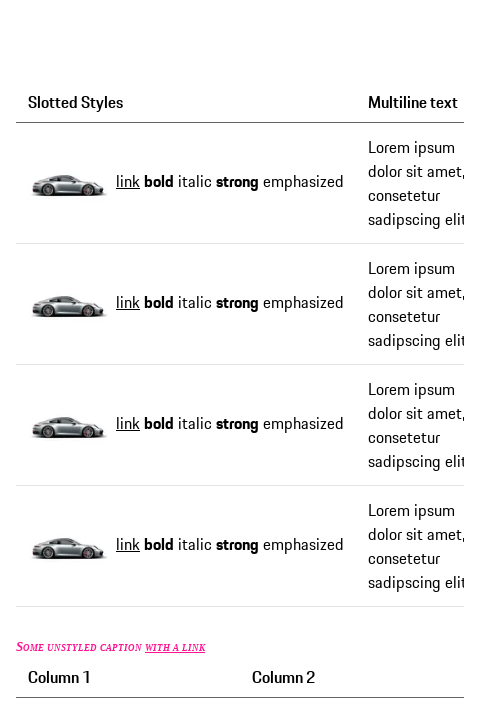 Slotted Styles Multiline text
link bold italic strong emphasized
Lorem ipsum
dolor sit amet,
consetetur
sadipscing elit
link bold italic strong emphasized
Lorem ipsum
dolor sit amet,
consetetur
sadipscing elit
link bold italic strong emphasized
Lorem ipsum
dolor sit amet,
consetetur
sadipscing elit
link bold italic strong emphasized
Lorem ipsum
dolor sit amet,
consetetur
sadipscing elit
Some unstyled caption with a link
Column 1 Column 2